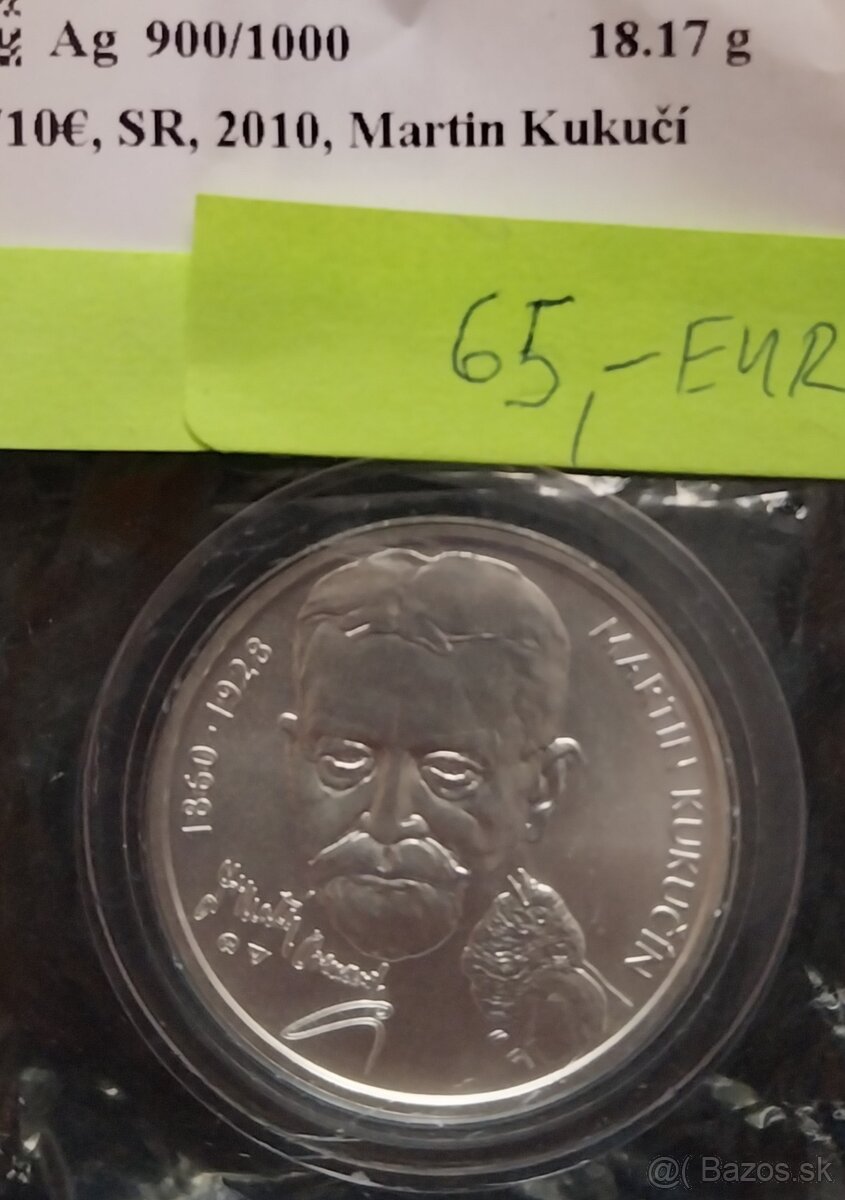 Ag 900/1000 18.17 g
/10€, SR, 2010, Martin Kukučí
65,- EUR
1860 · 1928
MARTIN KUKUČÍN
@( Bazos.sk